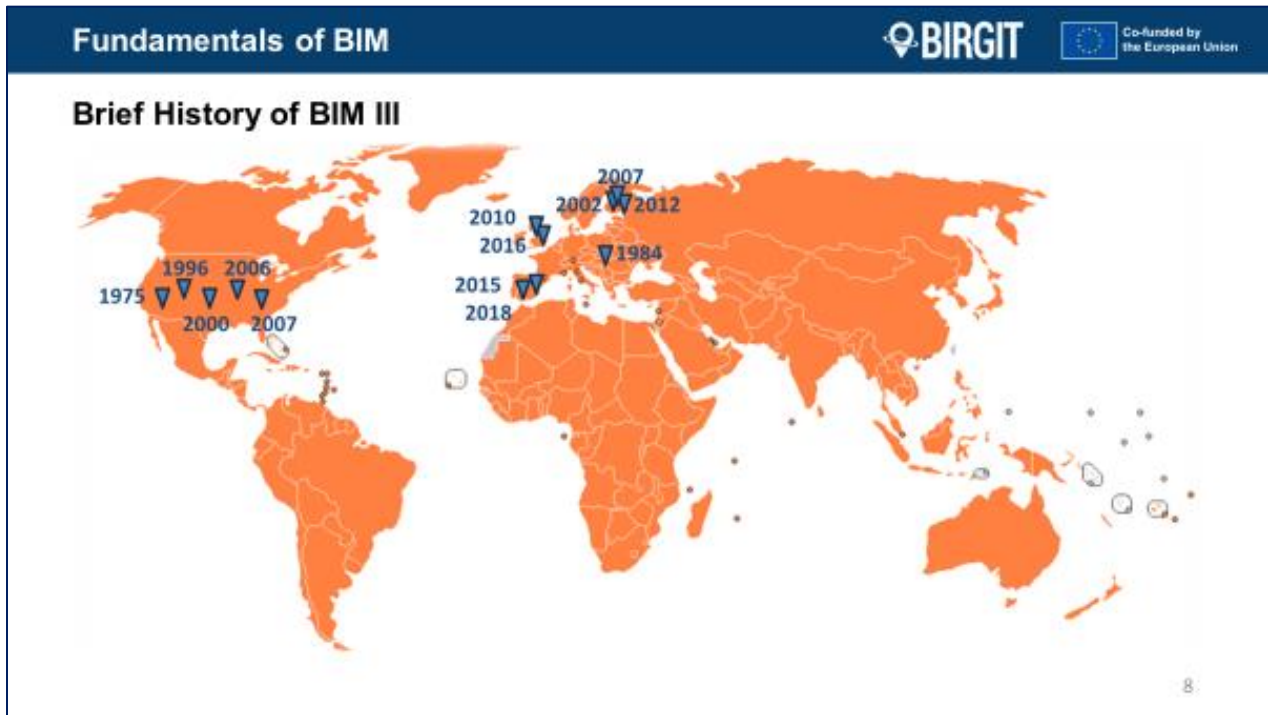 Fundamentals of BIM
BIRGIT
Co-funded by
the European Union
Brief History of BIM III
2007
2002
2012
2010
2016
1984
1996
2006
1975
2015
2018
2000
2007
8